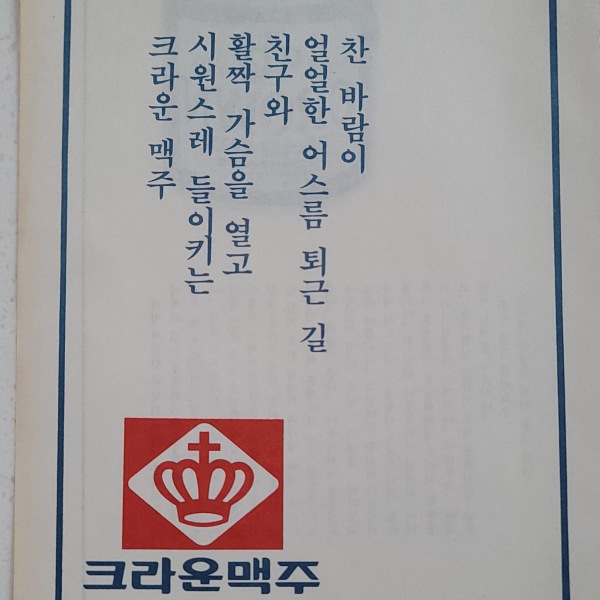 찬 바람이
얼얼한 어스름 퇴근 길
친구와
활짝 가슴을 열고
시원스레 들이키는
크라운 맥주
크라운맥주